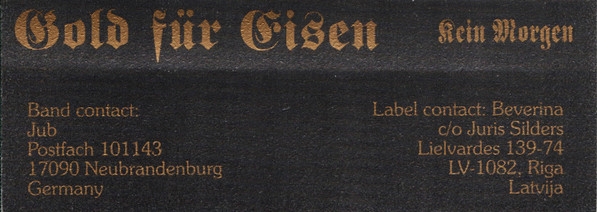 Gold für Eisen
Kein Morgen
Band contact:
Jub
Postfach 101143
17090 Neubrandenburg
Germany
Label contact: Beverina
c/o Juris Silders
Lielvardes 139-74
LV-1082, Riga
Latvija